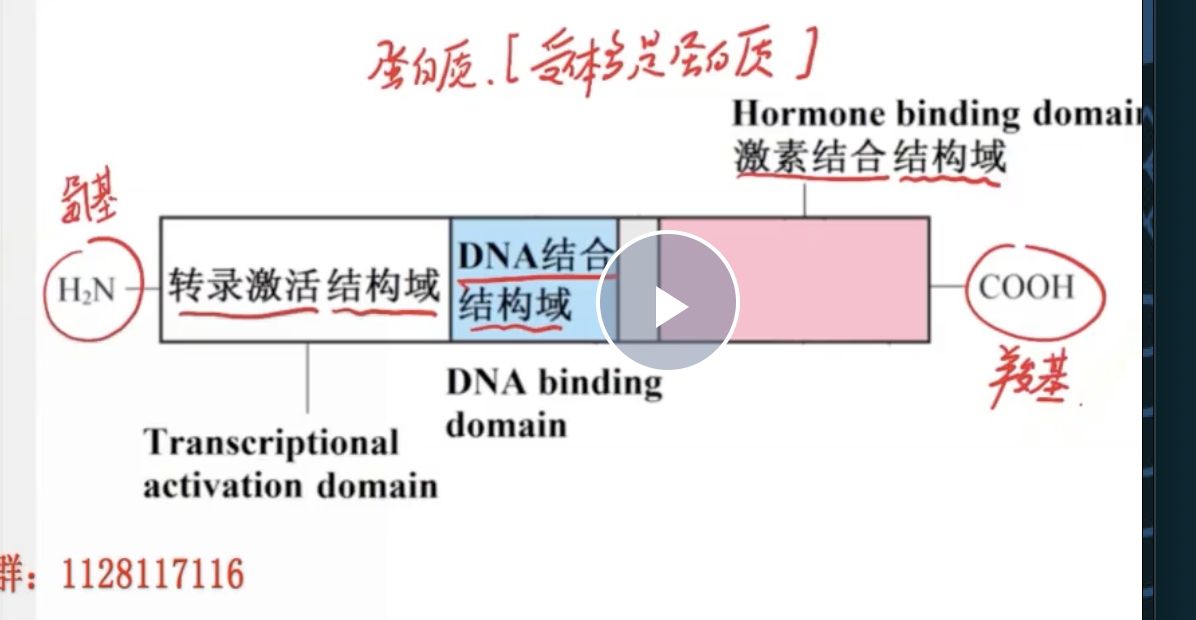 蛋白质.[受体多是蛋白质]
Hormone binding domain
激素结合结构域
氨基
H₂N
转录激活结构域
DNA结合
结构域
COOH
羧基
DNA binding
domain
Transcriptional
activation domain
群：1128117116